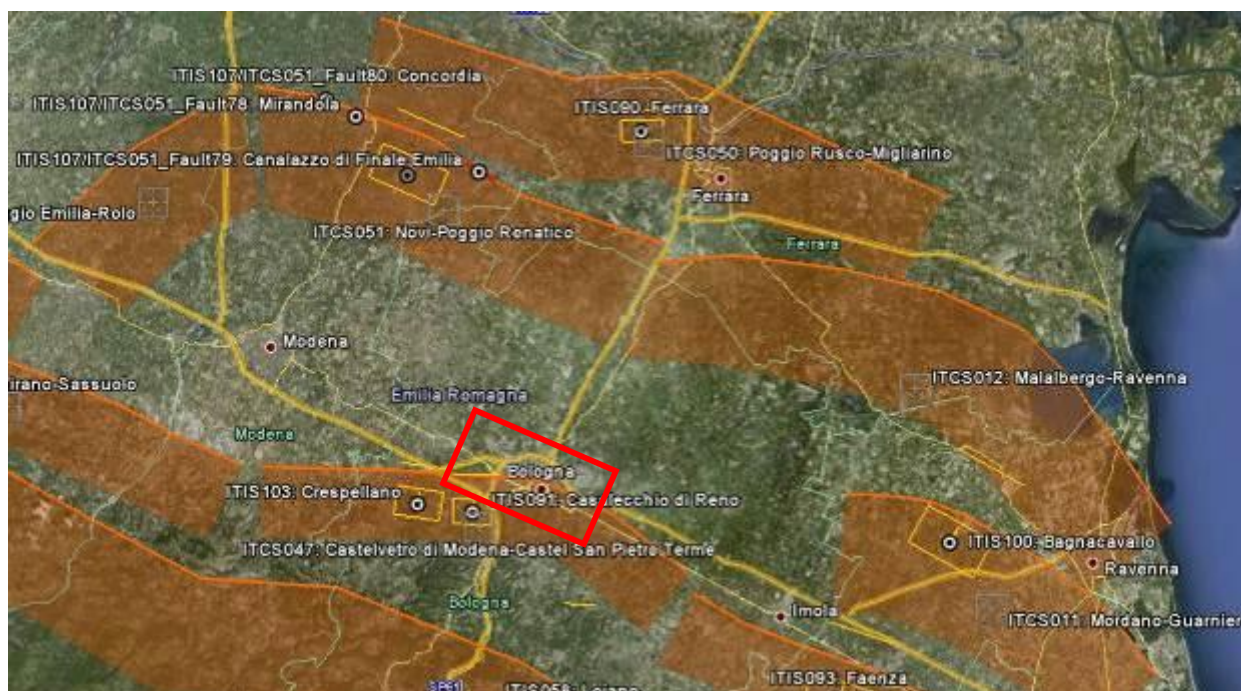 ITIS107/ITCS051_Fault80: Concordia
ITIS107/ITCS051_Fault78: Mirandola
ITIS090: Ferrara
ITIS107/ITCS051_Fault79: Canalazzo di Finale Emilia
ITCS050: Poggio Rusco-Migliarino
Ferrara
gio Emilia-Rolo
ITCS051: Novi-Poggio Renatico
Ferrara
Modena
irano-Sassuolo
ITCS012: Malalbergo-Ravenna
Emilia Romagna
Modena
Bologna
ITIS103: Crespellano
ITIS091: Casalecchio di Reno
ITCS047: Castelvetro di Modena-Castel San Pietro Terme
ITIS100: Bagnacavallo
Ravenna
Bologna
Imola
ITCS011: Mordano-Guarnier
ITIS093: Faenza
SP61
ITIS058: Loiano